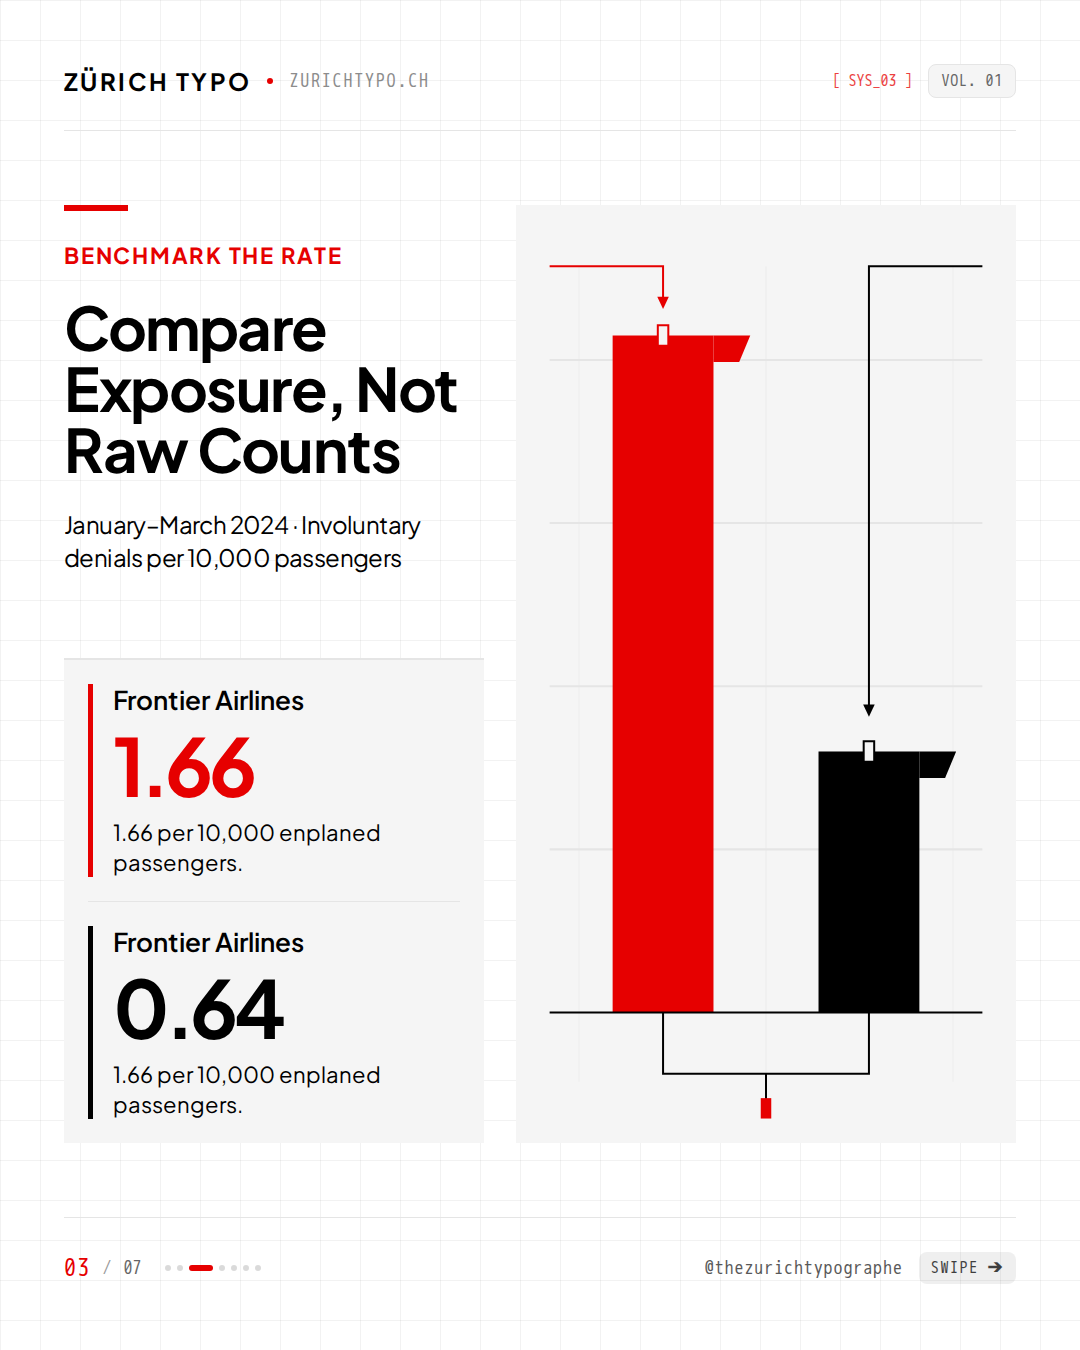 ZÜRICH TYPO • ZURICHTYPO.CH
[ SYS_03 ] VOL. 01
BENCHMARK THE RATE
Compare
Exposure, Not
Raw Counts
January–March 2024 · Involuntary
denials per 10,000 passengers
Frontier Airlines
1.66
1.66 per 10,000 enplaned
passengers.
Frontier Airlines
0.64
1.66 per 10,000 enplaned
passengers.
03 / 07
@thezurichtypographe SWIPE ➔